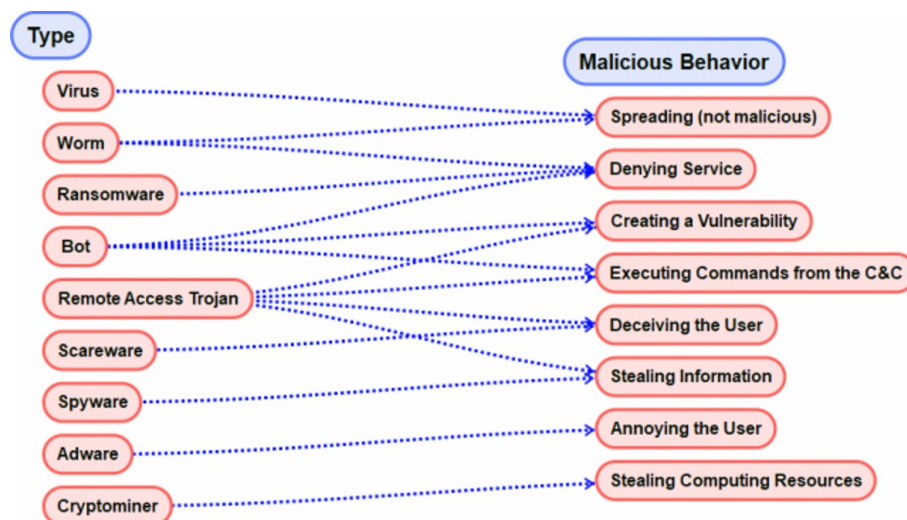 Type
Virus
Worm
Ransomware
Bot
Remote Access Trojan
Scareware
Spyware
Adware
Cryptominer
Malicious Behavior
Spreading (not malicious)
Denying Service
Creating a Vulnerability
Executing Commands from the C&C
Deceiving the User
Stealing Information
Annoying the User
Stealing Computing Resources